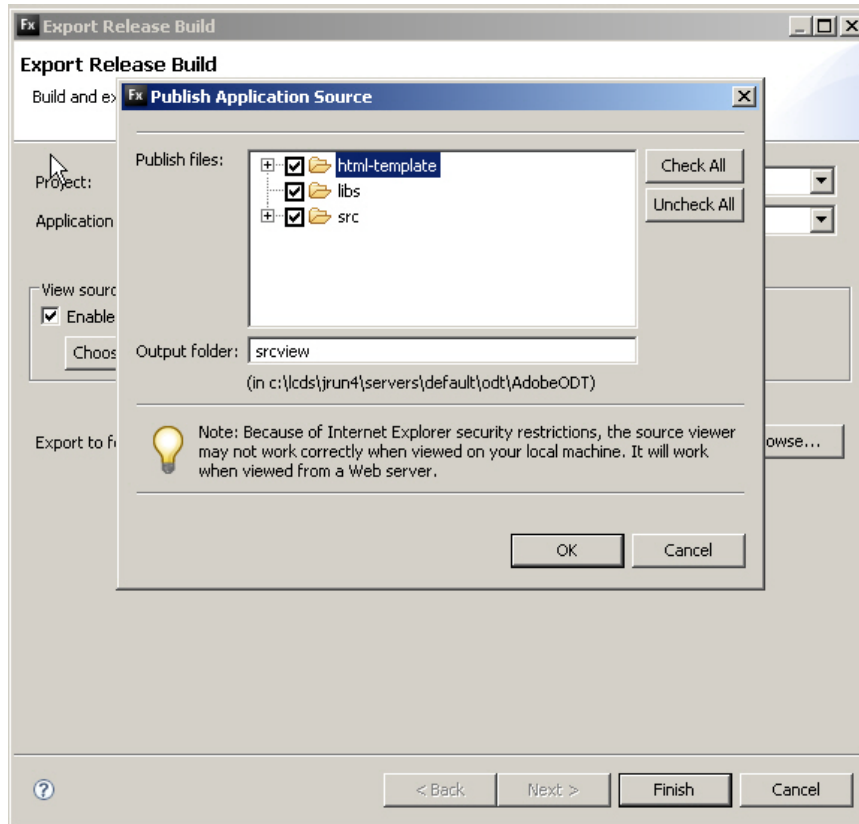 Fx Export Release Build
Export Release Build
Build and ex
Fx Publish Application Source
Publish files:
html-template
libs
src
Check All
Uncheck All
Project:
Application
View sourc
Enable
Choos
Output folder: srcview
(in c:\lcds\jrun4\servers\default\odt\AdobeODT)
Note: Because of Internet Explorer security restrictions, the source viewer
may not work correctly when viewed on your local machine. It will work
when viewed from a Web server.
Export to f
owse...
OK
Cancel
< Back
Next >
Finish
Cancel